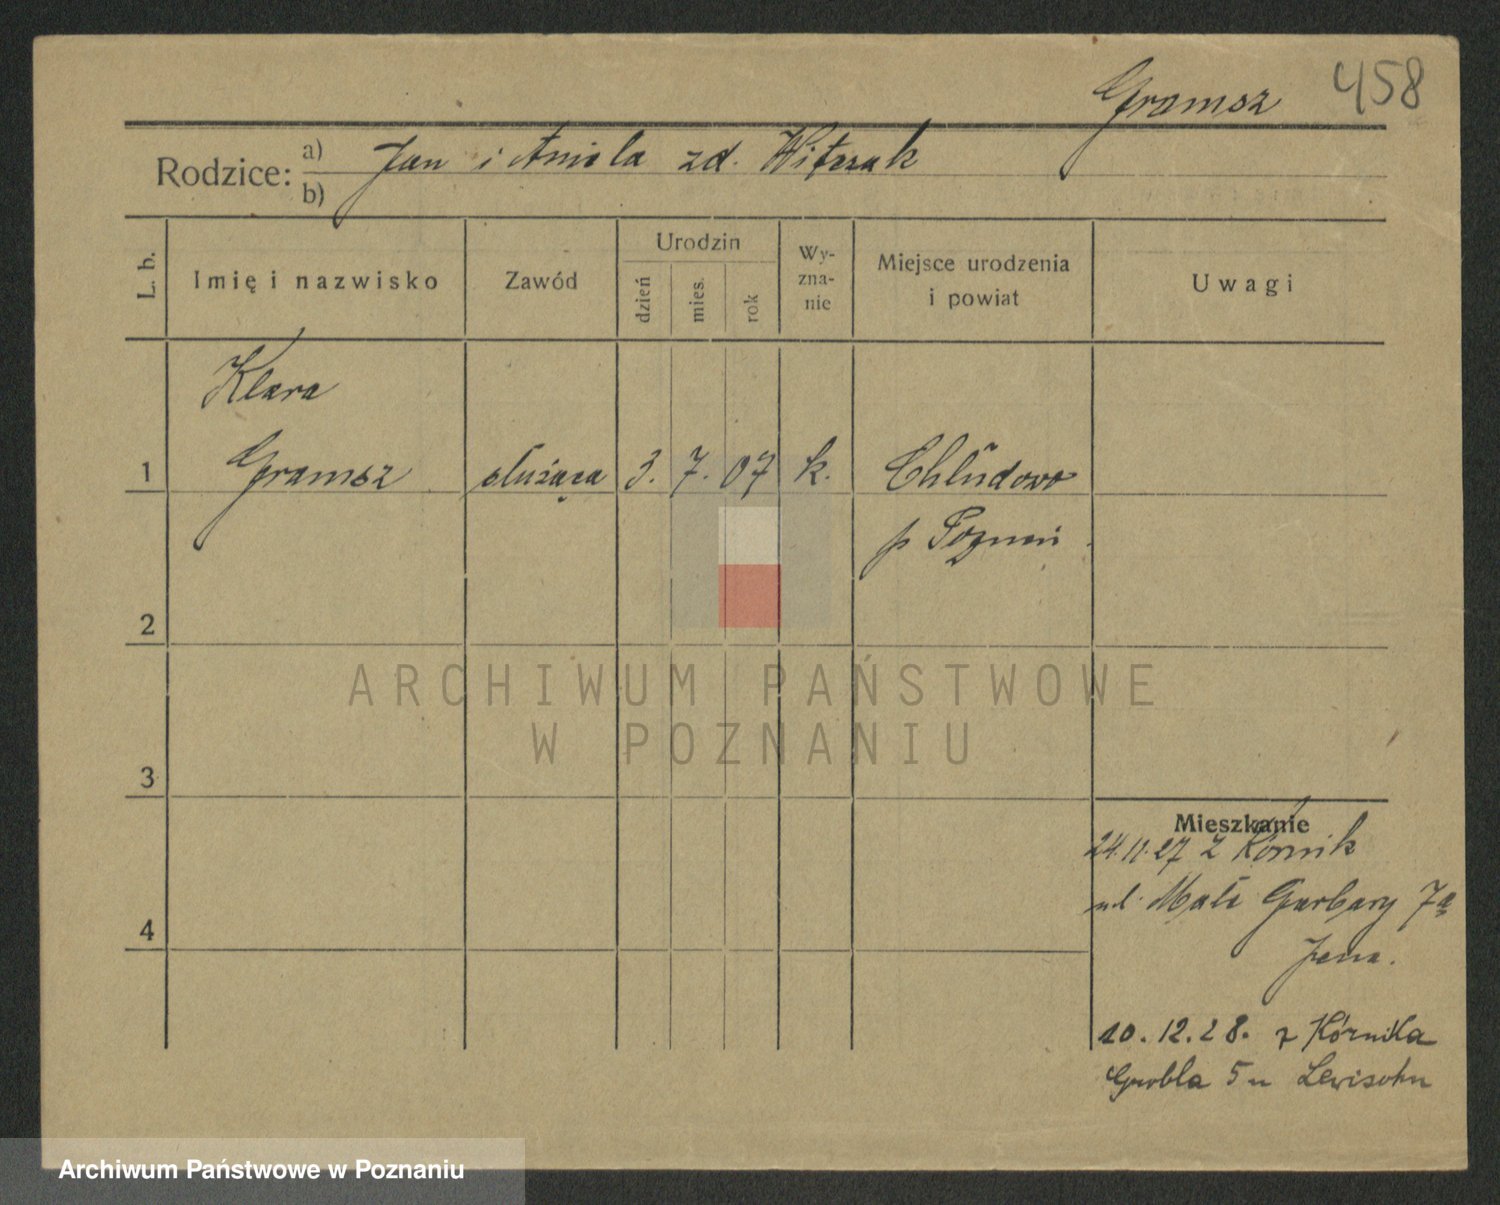 Gramsz 458
Rodzice: a) Jan i Aniela zd. Witczak
b)
L. b. Imię i nazwisko Zawód Urodzin dzień mies. rok Wy-zna-nie Miejsce urodzenia i powiat Uwagi
Klara
1 Gramsz służąca 3. 7. 07 k. Chludowo
p Poznań
2
ARCHIWUM PAŃSTWOWE
W POZNANIU
3
Mieszkanie
24.11.27 z Kórnik
ul. Małe Garbary 7a
4
10.12.28. z Kórnika
Grobla 5 u Lewisohn
Archiwum Państwowe w Poznaniu